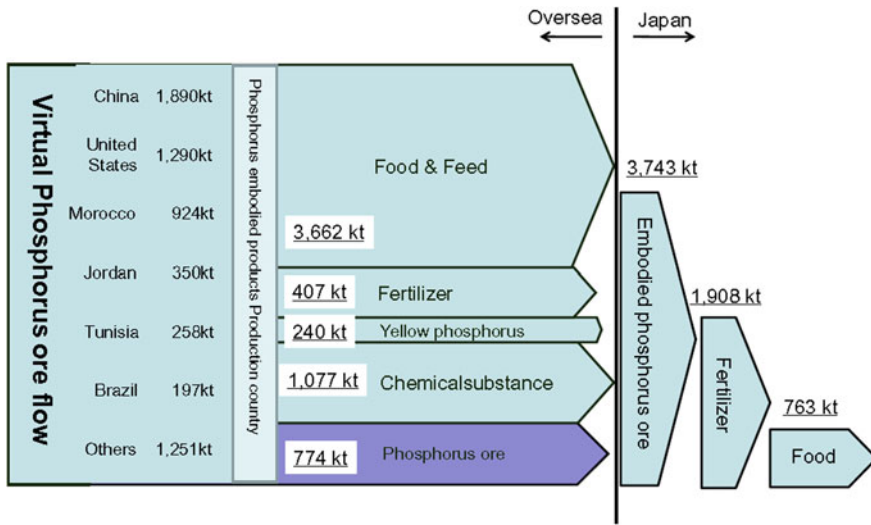 Oversea
Japan
Virtual Phosphorus ore flow
China 1,890kt
United
States 1,290kt
Morocco 924kt
Jordan 350kt
Tunisia 258kt
Brazil 197kt
Others 1,251kt
Phosphorus embodied products Production country
Food & Feed
3,662 kt
407 kt Fertilizer
240 kt Yellow phosphorus
1,077 kt Chemicalsubstance
774 kt Phosphorus ore
3,743 kt
Embodied phosphorus ore
1,908 kt
Fertilizer
763 kt
Food